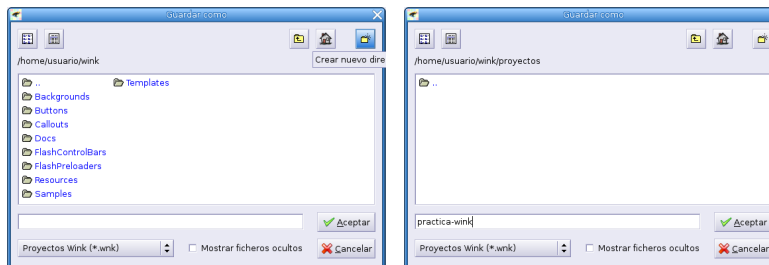 Guardar como
/home/usuario/wink
Crear nuevo dire
..
Templates
Backgrounds
Buttons
Callouts
Docs
FlashControlBars
FlashPreloaders
Resources
Samples
Aceptar
Proyectos Wink (*.wnk)
Mostrar ficheros ocultos
Cancelar
Guardar como
/home/usuario/wink/proyectos
..
practica-wink
Aceptar
Proyectos Wink (*.wnk)
Mostrar ficheros ocultos
Cancelar